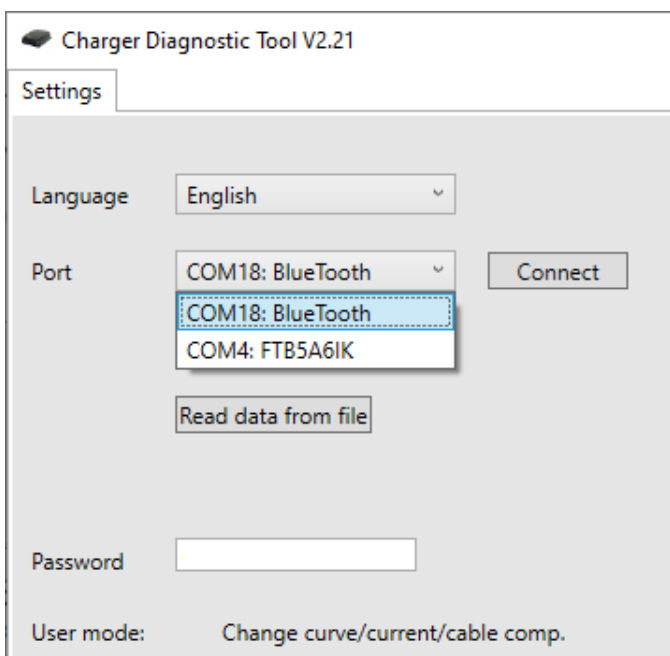 Charger Diagnostic Tool V2.21
Settings
Language English
Port COM18: BlueTooth Connect
COM18: BlueTooth
COM4: FTB5A6IK
Read data from file
Password
User mode: Change curve/current/cable comp.